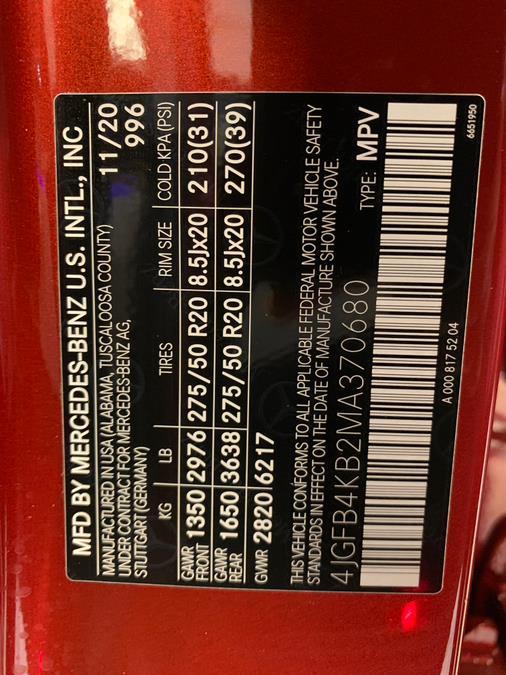 MFD BY MERCEDES-BENZ U.S. INTL., INC
MANUFACTURED IN USA (ALABAMA, TUSCALOOSA COUNTY) 11/20
UNDER CONTRACT FOR MERCEDES-BENZ AG, 996
STUTTGART (GERMANY)
KG LB TIRES RIM SIZE COLD KPA (PSI)
GAWR FRONT 1350 2976 275/50 R20 8.5Jx20 210(31)
GAWR REAR 1650 3638 275/50 R20 8.5Jx20 270(39)
GVWR 2820 6217
THIS VEHICLE CONFORMS TO ALL APPLICABLE FEDERAL MOTOR VEHICLE SAFETY
STANDARDS IN EFFECT ON THE DATE OF MANUFACTURE SHOWN ABOVE.
4JGFB4KB2MA370680 TYPE: MPV
A 000 817 52 04
6651950